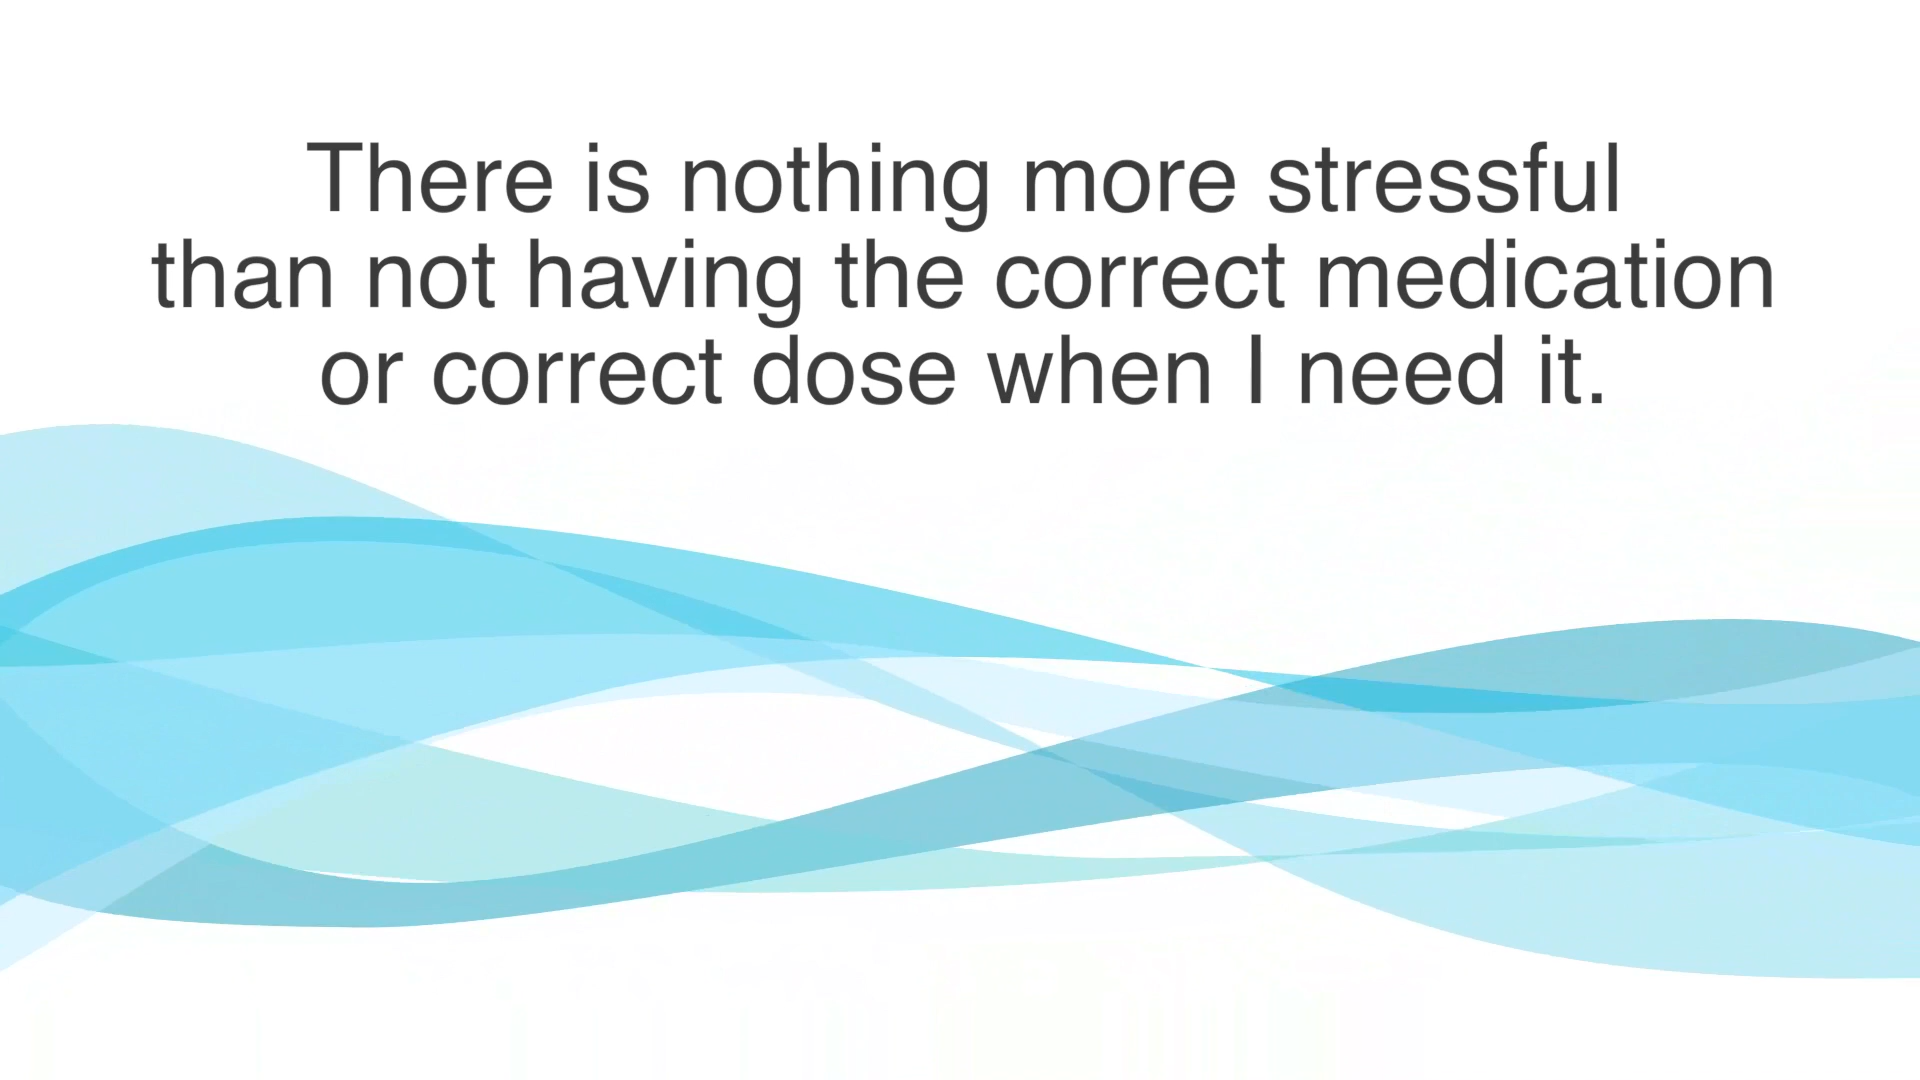 There is nothing more stressful
than not having the correct medication
or correct dose when I need it.